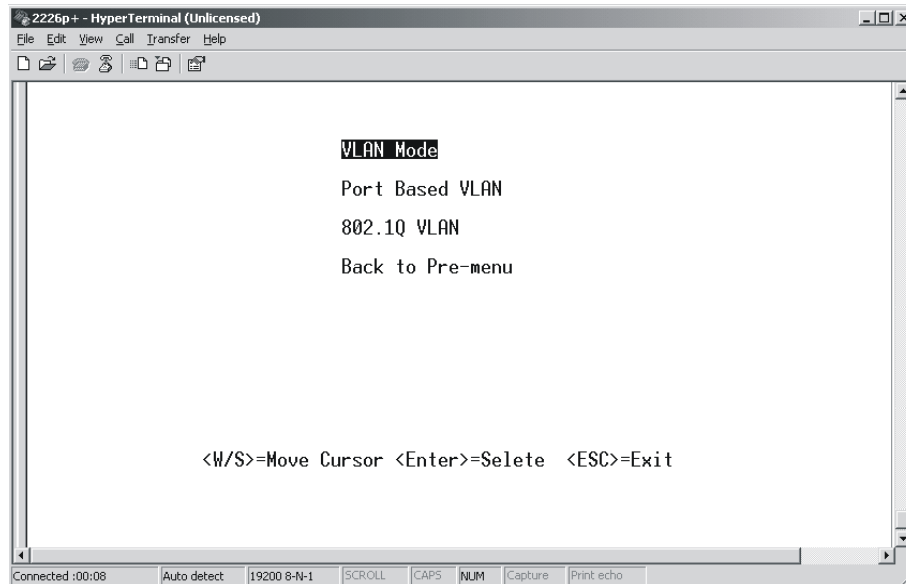 2226p+ - HyperTerminal (Unlicensed)
File Edit View Call Transfer Help
VLAN Mode
Port Based VLAN
802.1Q VLAN
Back to Pre-menu
<W/S>=Move Cursor <Enter>=Selete <ESC>=Exit
Connected :00:08 Auto detect 19200 8-N-1 SCROLL CAPS NUM Capture Print echo